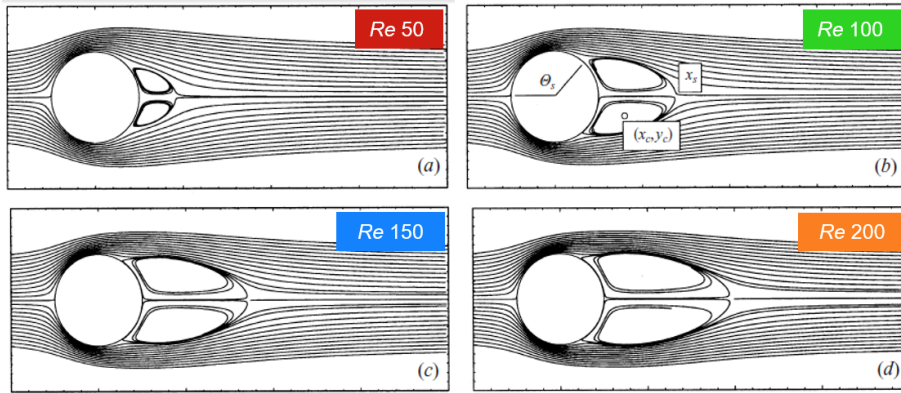 Re 50
(a)
Re 100
Θs
xs
(xc,yc)
(b)
Re 150
(c)
Re 200
(d)